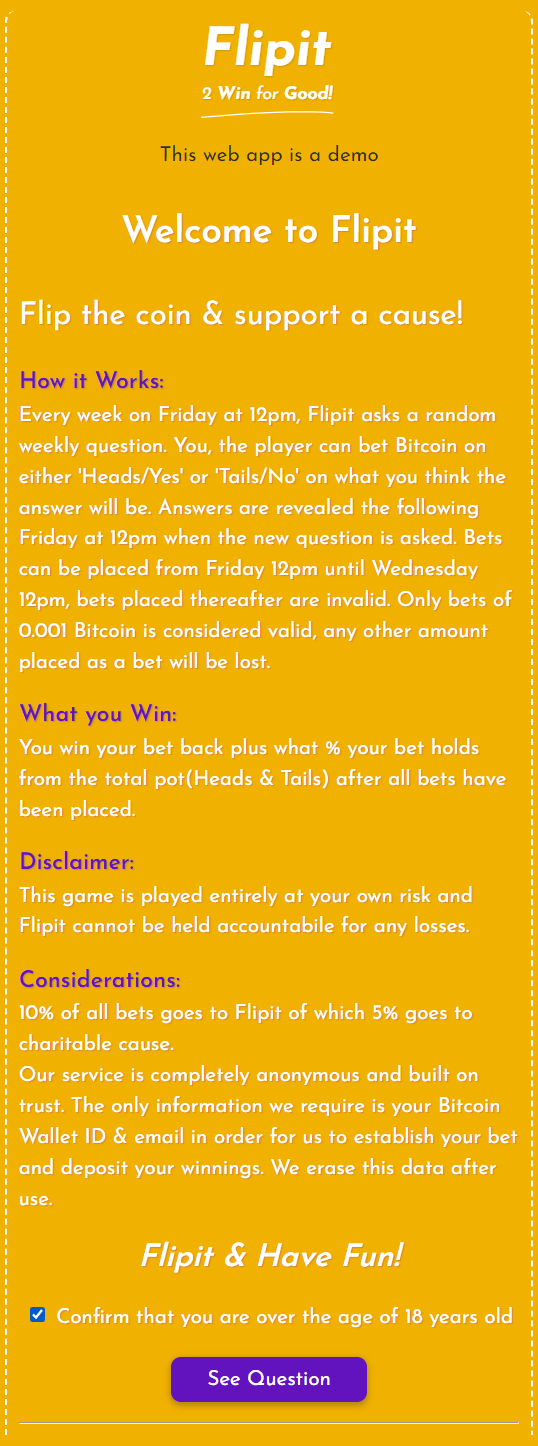 Flipit
2 Win for Good!
This web app is a demo
Welcome to Flipit
Flip the coin & support a cause!
How it Works:
Every week on Friday at 12pm, Flipit asks a random
weekly question. You, the player can bet Bitcoin on
either 'Heads/Yes' or 'Tails/No' on what you think the
answer will be. Answers are revealed the following
Friday at 12pm when the new question is asked. Bets
can be placed from Friday 12pm until Wednesday
12pm, bets placed thereafter are invalid. Only bets of
0.001 Bitcoin is considered valid, any other amount
placed as a bet will be lost.
What you Win:
You win your bet back plus what % your bet holds
from the total pot(Heads & Tails) after all bets have
been placed.
Disclaimer:
This game is played entirely at your own risk and
Flipit cannot be held accountabile for any losses.
Considerations:
10% of all bets goes to Flipit of which 5% goes to
charitable cause.
Our service is completely anonymous and built on
trust. The only information we require is your Bitcoin
Wallet ID & email in order for us to establish your bet
and deposit your winnings. We erase this data after
use.
Flipit & Have Fun!
Confirm that you are over the age of 18 years old
See Question